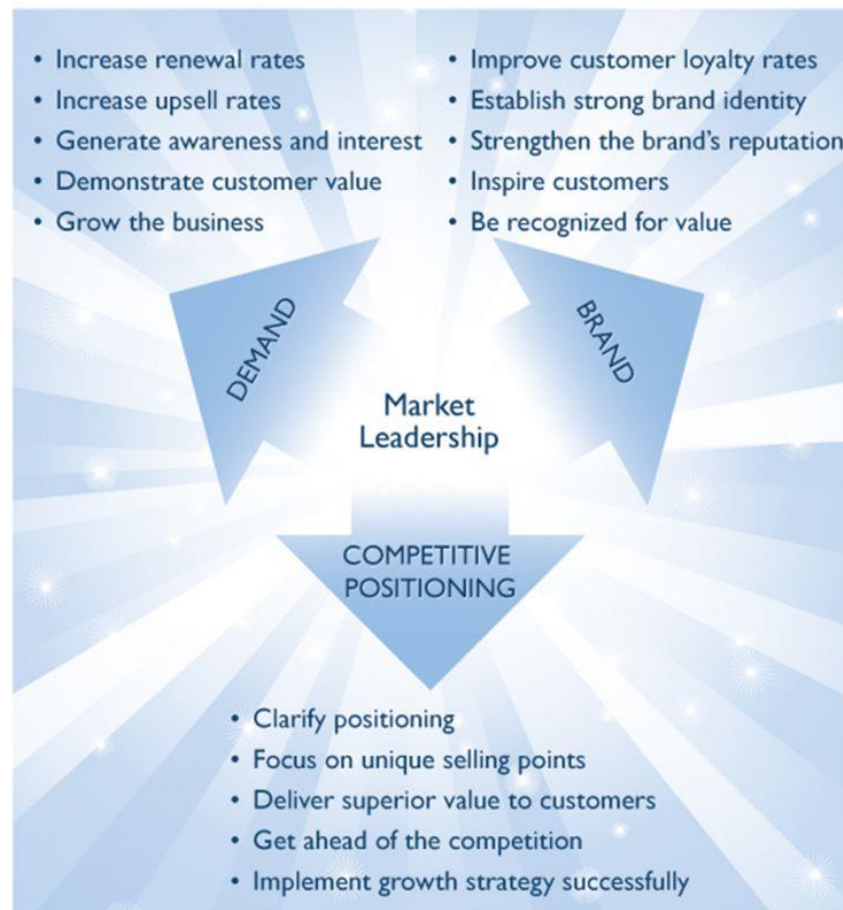 • Increase renewal rates
• Increase upsell rates
• Generate awareness and interest
• Demonstrate customer value
• Grow the business
• Improve customer loyalty rates
• Establish strong brand identity
• Strengthen the brand's reputation
• Inspire customers
• Be recognized for value
DEMAND
BRAND
Market
Leadership
COMPETITIVE
POSITIONING
• Clarify positioning
• Focus on unique selling points
• Deliver superior value to customers
• Get ahead of the competition
• Implement growth strategy successfully